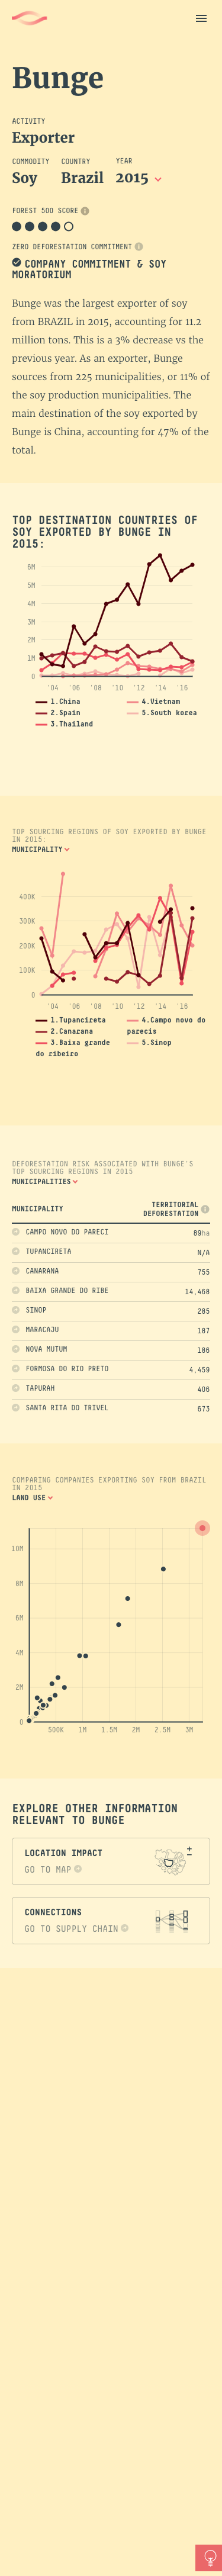 Bunge
ACTIVITY
Exporter
COMMODITY COUNTRY YEAR
Soy Brazil 2015
FOREST 500 SCORE
ZERO DEFORESTATION COMMITMENT
COMPANY COMMITMENT & SOY
MORATORIUM
Bunge was the largest exporter of soy
from BRAZIL in 2015, accounting for 11.2
million tons. This is a 3% decrease vs the
previous year. As an exporter, Bunge
sources from 225 municipalities, or 11% of
the soy production municipalities. The
main destination of the soy exported by
Bunge is China, accounting for 47% of the
total.
TOP DESTINATION COUNTRIES OF
SOY EXPORTED BY BUNGE IN
2015:
6M
5M
4M
3M
2M
1M
0
'04 '06 '08 '10 '12 '14 '16
1.China
2.Spain
3.Thailand
4.Vietnam
5.South korea
TOP SOURCING REGIONS OF SOY EXPORTED BY BUNGE
IN 2015:
MUNICIPALITY
400K
300K
200K
100K
0
'04 '06 '08 '10 '12 '14 '16
1.Tupancireta
2.Canarana
3.Baixa grande
do ribeiro
4.Campo novo do
parecis
5.Sinop
DEFORESTATION RISK ASSOCIATED WITH BUNGE'S
TOP SOURCING REGIONS IN 2015
MUNICIPALITIES
MUNICIPALITY TERRITORIAL
DEFORESTATION
CAMPO NOVO DO PARECI 89ha
TUPANCIRETA N/A
CANARANA 755
BAIXA GRANDE DO RIBE 14,468
SINOP 285
MARACAJU 187
NOVA MUTUM 186
FORMOSA DO RIO PRETO 4,459
TAPURAH 406
SANTA RITA DO TRIVEL 673
COMPARING COMPANIES EXPORTING SOY FROM BRAZIL
IN 2015
LAND USE
10M
8M
6M
4M
2M
0
500K 1M 1.5M 2M 2.5M 3M
EXPLORE OTHER INFORMATION
RELEVANT TO BUNGE
LOCATION IMPACT
GO TO MAP
CONNECTIONS
GO TO SUPPLY CHAIN